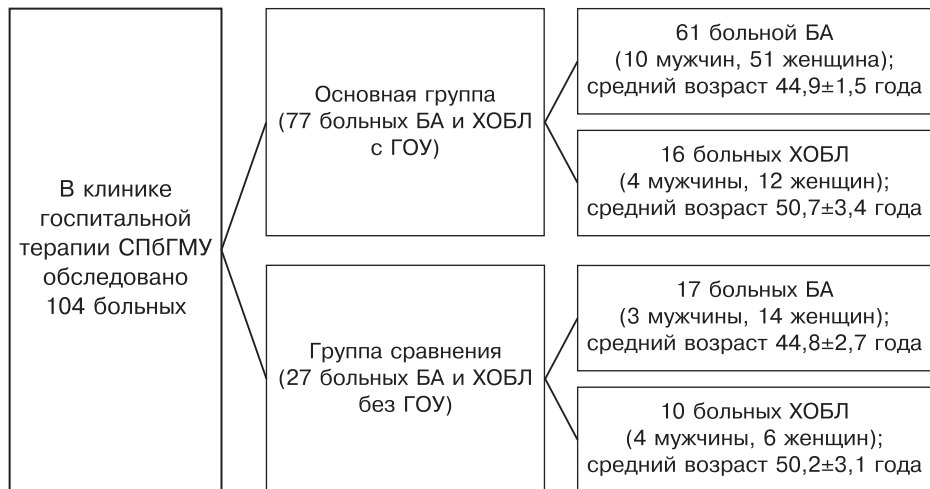 В клинике
госпитальной
терапии СПбГМУ
обследовано
104 больных
Основная группа
(77 больных БА и ХОБЛ
с ГОУ)
61 больной БА
(10 мужчин, 51 женщина);
средний возраст 44,9±1,5 года
16 больных ХОБЛ
(4 мужчины, 12 женщин);
средний возраст 50,7±3,4 года
Группа сравнения
(27 больных БА и ХОБЛ
без ГОУ)
17 больных БА
(3 мужчины, 14 женщин);
средний возраст 44,8±2,7 года
10 больных ХОБЛ
(4 мужчины, 6 женщин);
средний возраст 50,2±3,1 года